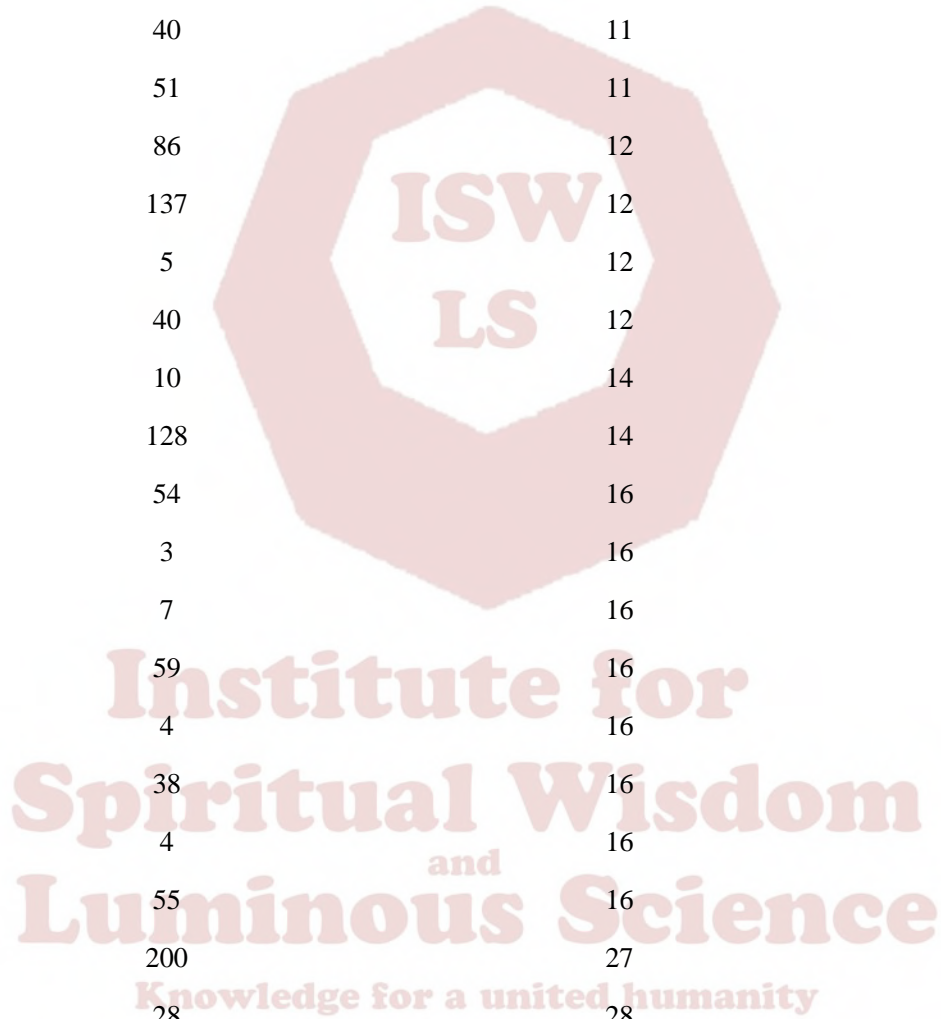 40 11
51 11
86 12
137 12
ISW
5 12
LS
40 12
10 14
128 14
54 16
3 16
7 16
59 16
Institute for
4 16
38 16
Spiritual Wisdom
4 16
and
55 16
Luminous Science
200 27
Knowledge for a united humanity
28 28